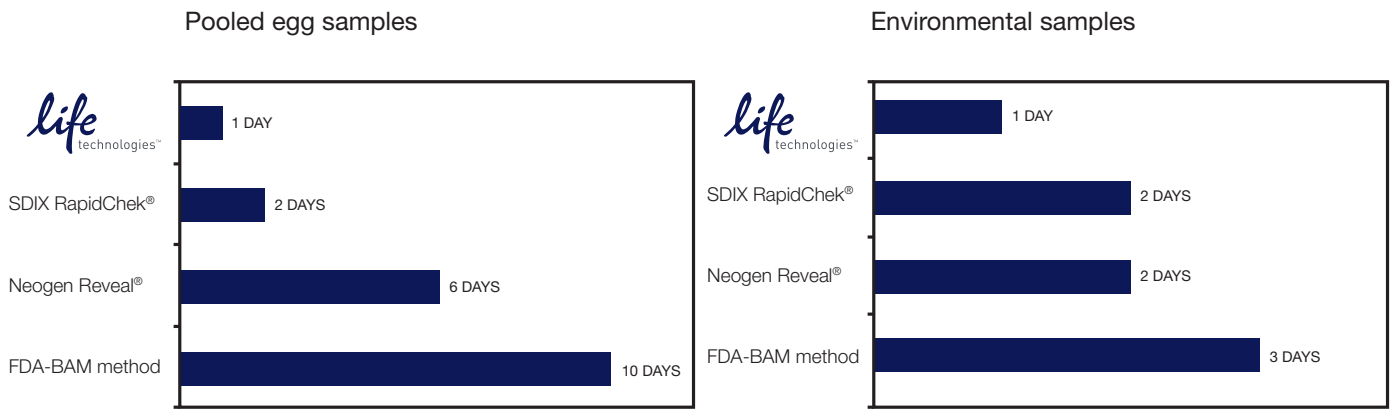 Pooled egg samples
life
technologies™
1 DAY
SDIX RapidChek®
2 DAYS
Neogen Reveal®
6 DAYS
FDA-BAM method
10 DAYS
Environmental samples
life
technologies™
1 DAY
SDIX RapidChek®
2 DAYS
Neogen Reveal®
2 DAYS
FDA-BAM method
3 DAYS